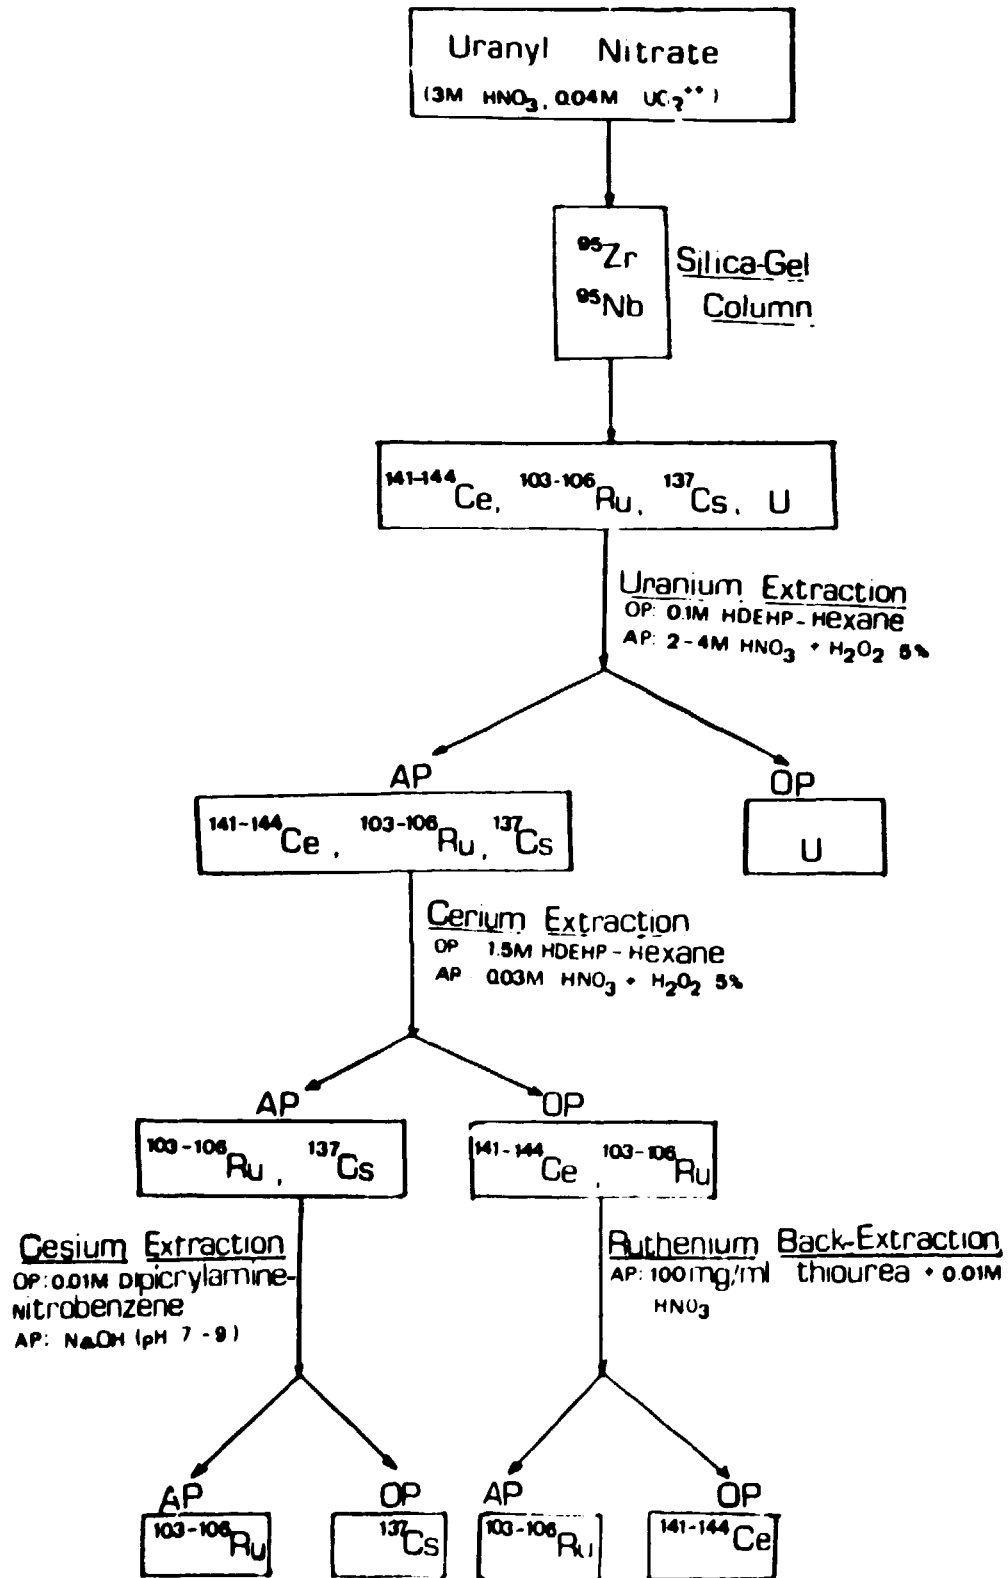 Uranyl Nitrate
(3M HNO₃, 0.04M UO₂⁺⁺)
⁹⁵Zr
⁹⁵Nb
Silica-Gel
Column
¹⁴¹⁻¹⁴⁴Ce, ¹⁰³⁻¹⁰⁶Ru, ¹³⁷Cs, U
Uranium Extraction
OP: 0.1M HDEHP-Hexane
AP: 2-4M HNO₃ + H₂O₂ 5%
AP
OP
¹⁴¹⁻¹⁴⁴Ce, ¹⁰³⁻¹⁰⁶Ru, ¹³⁷Cs
U
Cerium Extraction
OP 1.5M HDEHP-Hexane
AP 0.03M HNO₃ + H₂O₂ 5%
AP
OP
¹⁰³⁻¹⁰⁶Ru, ¹³⁷Cs
¹⁴¹⁻¹⁴⁴Ce, ¹⁰³⁻¹⁰⁶Ru
Cesium Extraction
OP: 0.01M Dipicrylamine-
Nitrobenzene
AP: NaOH (pH 7-9)
Ruthenium Back-Extraction
AP: 100mg/ml thiourea + 0.01M
HNO₃
AP
OP
AP
OP
¹⁰³⁻¹⁰⁶Ru
¹³⁷Cs
¹⁰³⁻¹⁰⁶Ru
¹⁴¹⁻¹⁴⁴Ce